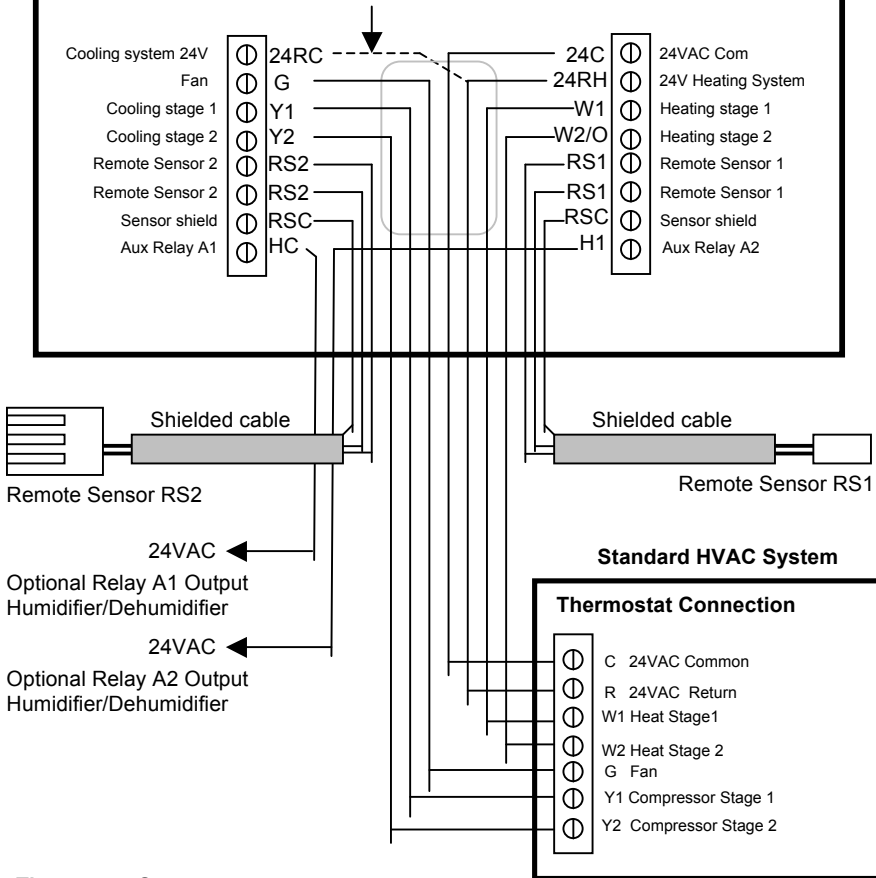 Cooling system 24V 24RC
Fan G
Cooling stage 1 Y1
Cooling stage 2 Y2
Remote Sensor 2 RS2
Remote Sensor 2 RS2
Sensor shield RSC
Aux Relay A1 HC
24C 24VAC Com
24RH 24V Heating System
W1 Heating stage 1
W2/O Heating stage 2
RS1 Remote Sensor 1
RS1 Remote Sensor 1
RSC Sensor shield
H1 Aux Relay A2
Shielded cable
Remote Sensor RS2
Shielded cable
Remote Sensor RS1
24VAC
Optional Relay A1 Output
Humidifier/Dehumidifier
24VAC
Optional Relay A2 Output
Humidifier/Dehumidifier
Standard HVAC System
Thermostat Connection
C 24VAC Common
R 24VAC Return
W1 Heat Stage1
W2 Heat Stage 2
G Fan
Y1 Compressor Stage 1
Y2 Compressor Stage 2